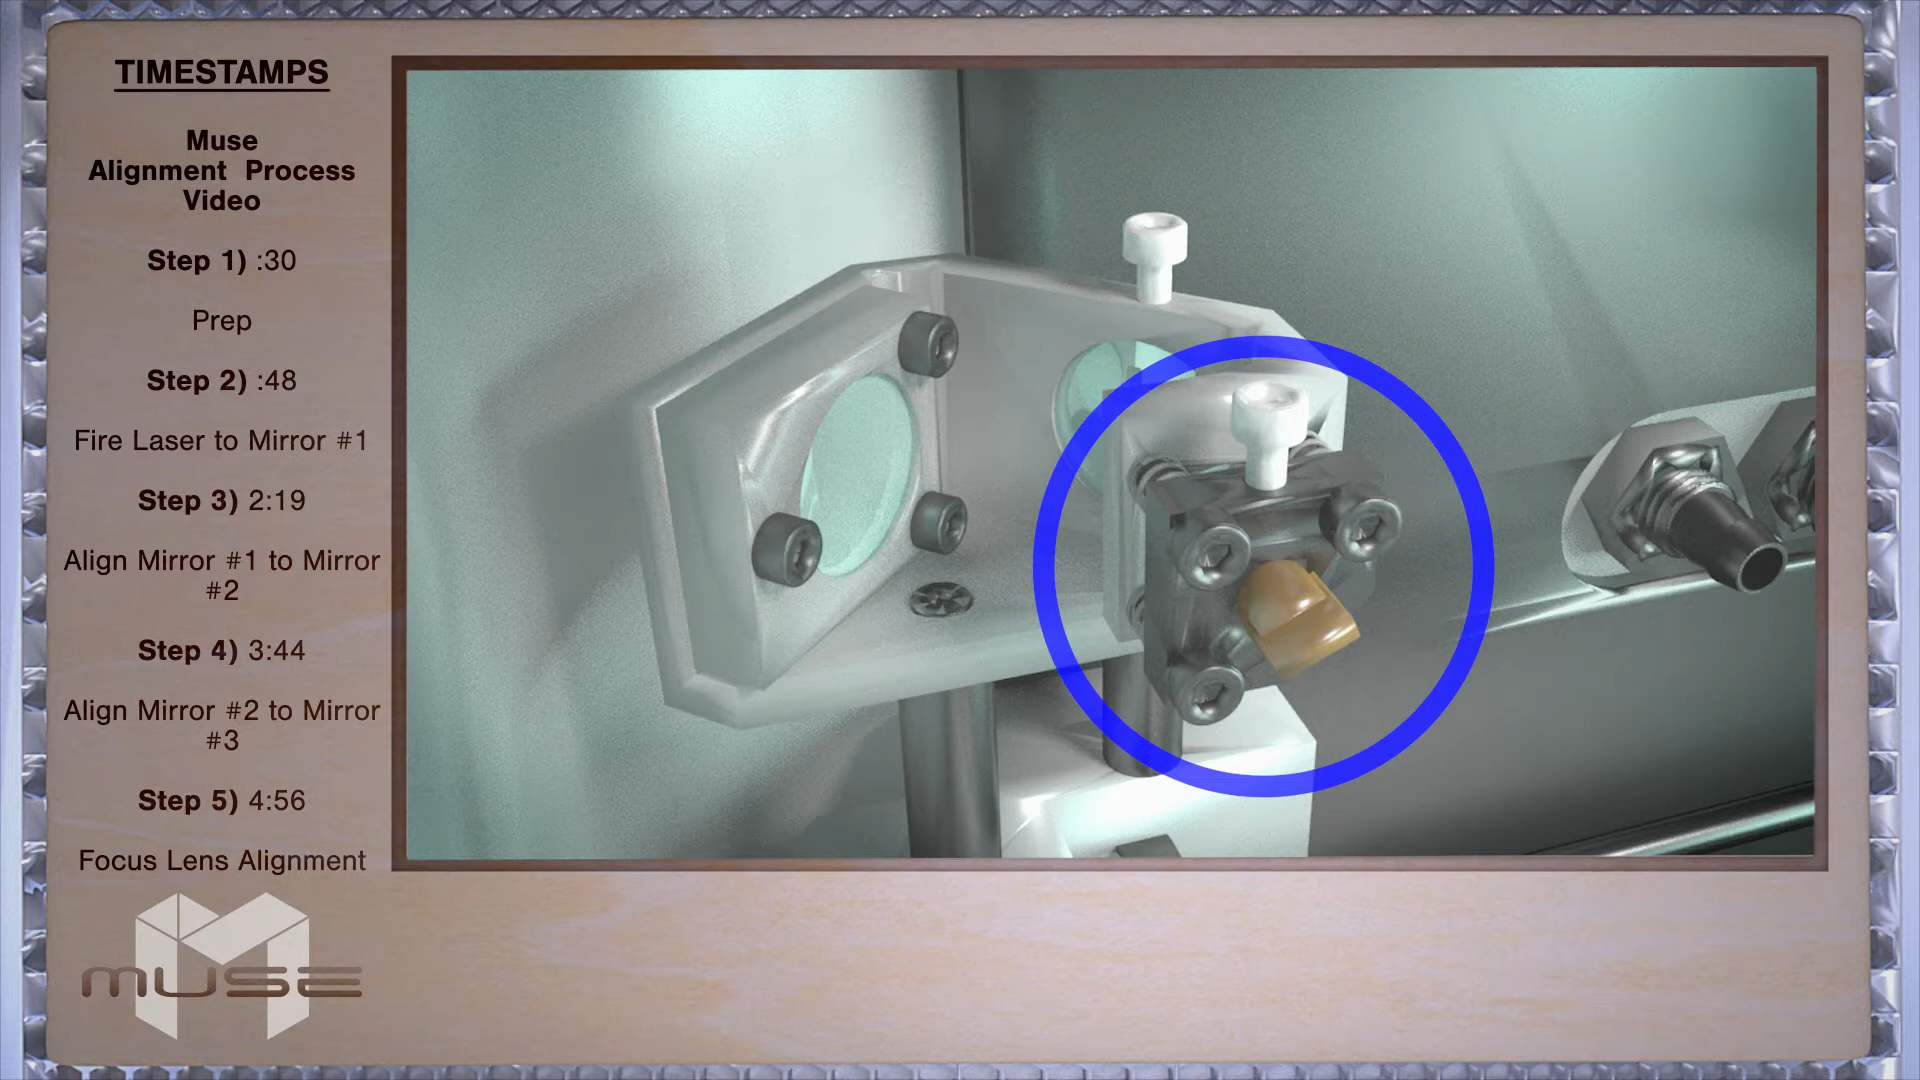 TIMESTAMPS
Muse
Alignment Process
Video
Step 1) :30
Prep
Step 2) :48
Fire Laser to Mirror #1
Step 3) 2:19
Align Mirror #1 to Mirror
#2
Step 4) 3:44
Align Mirror #2 to Mirror
#3
Step 5) 4:56
Focus Lens Alignment
MUSE